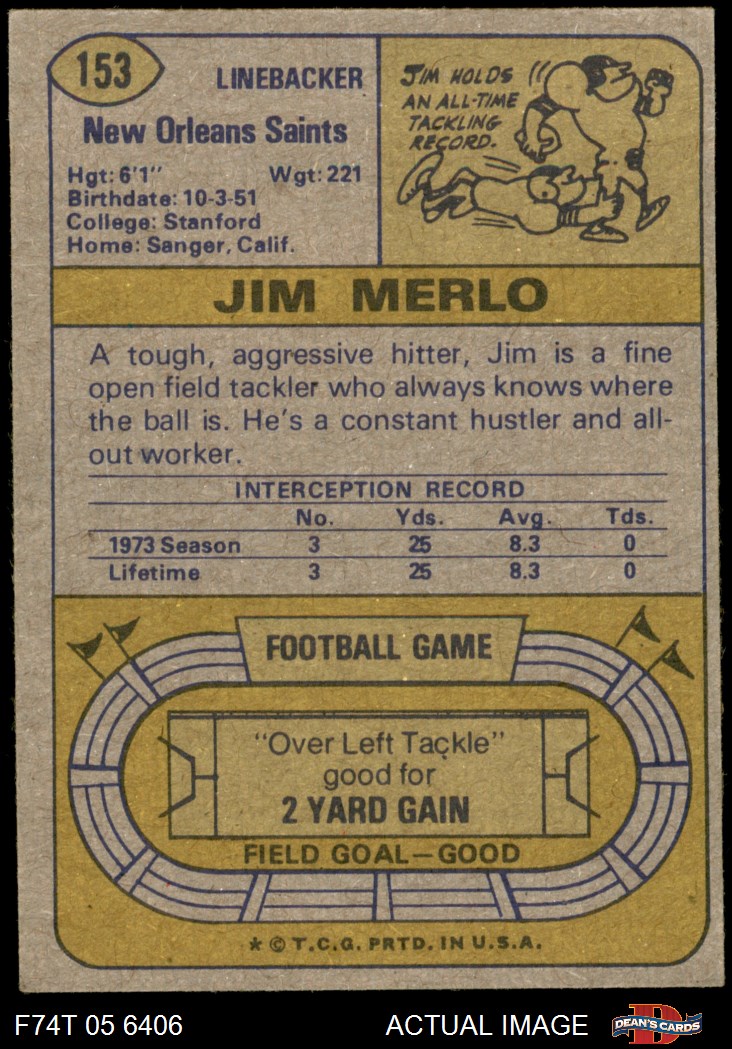 153
LINEBACKER
New Orleans Saints
Hgt: 6'1" Wgt: 221
Birthdate: 10-3-51
College: Stanford
Home: Sanger, Calif.
JIM HOLDS
AN ALL-TIME
TACKLING
RECORD.
JIM MERLO
A tough, aggressive hitter, Jim is a fine
open field tackler who always knows where
the ball is. He's a constant hustler and all-
out worker.
INTERCEPTION RECORD
No. Yds. Avg. Tds.
1973 Season 3 25 8.3 0
Lifetime 3 25 8.3 0
FOOTBALL GAME
"Over Left Tackle"
good for
2 YARD GAIN
FIELD GOAL—GOOD
* © T.C.G. PRTD. IN U.S.A.
F74T 05 6406 ACTUAL IMAGE D DEAN'S CARDS